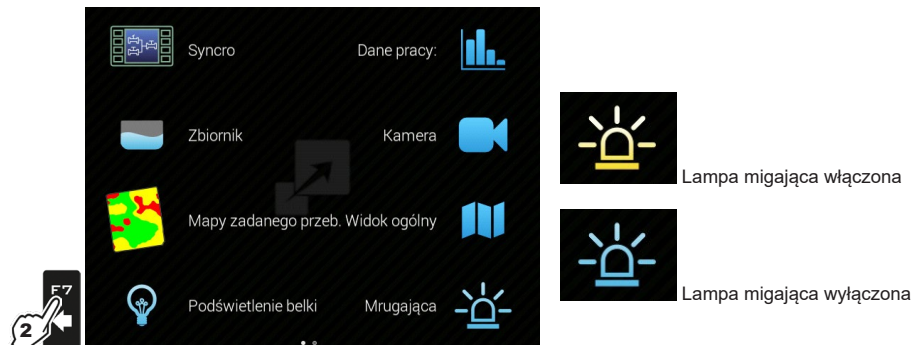 Syncro Dane pracy:
Zbiornik Kamera
Lampa migająca włączona
Mapy zadanego przeb. Widok ogólny
Lampa migająca wyłączona
F7
Podświetlenie belki Mrugająca
2